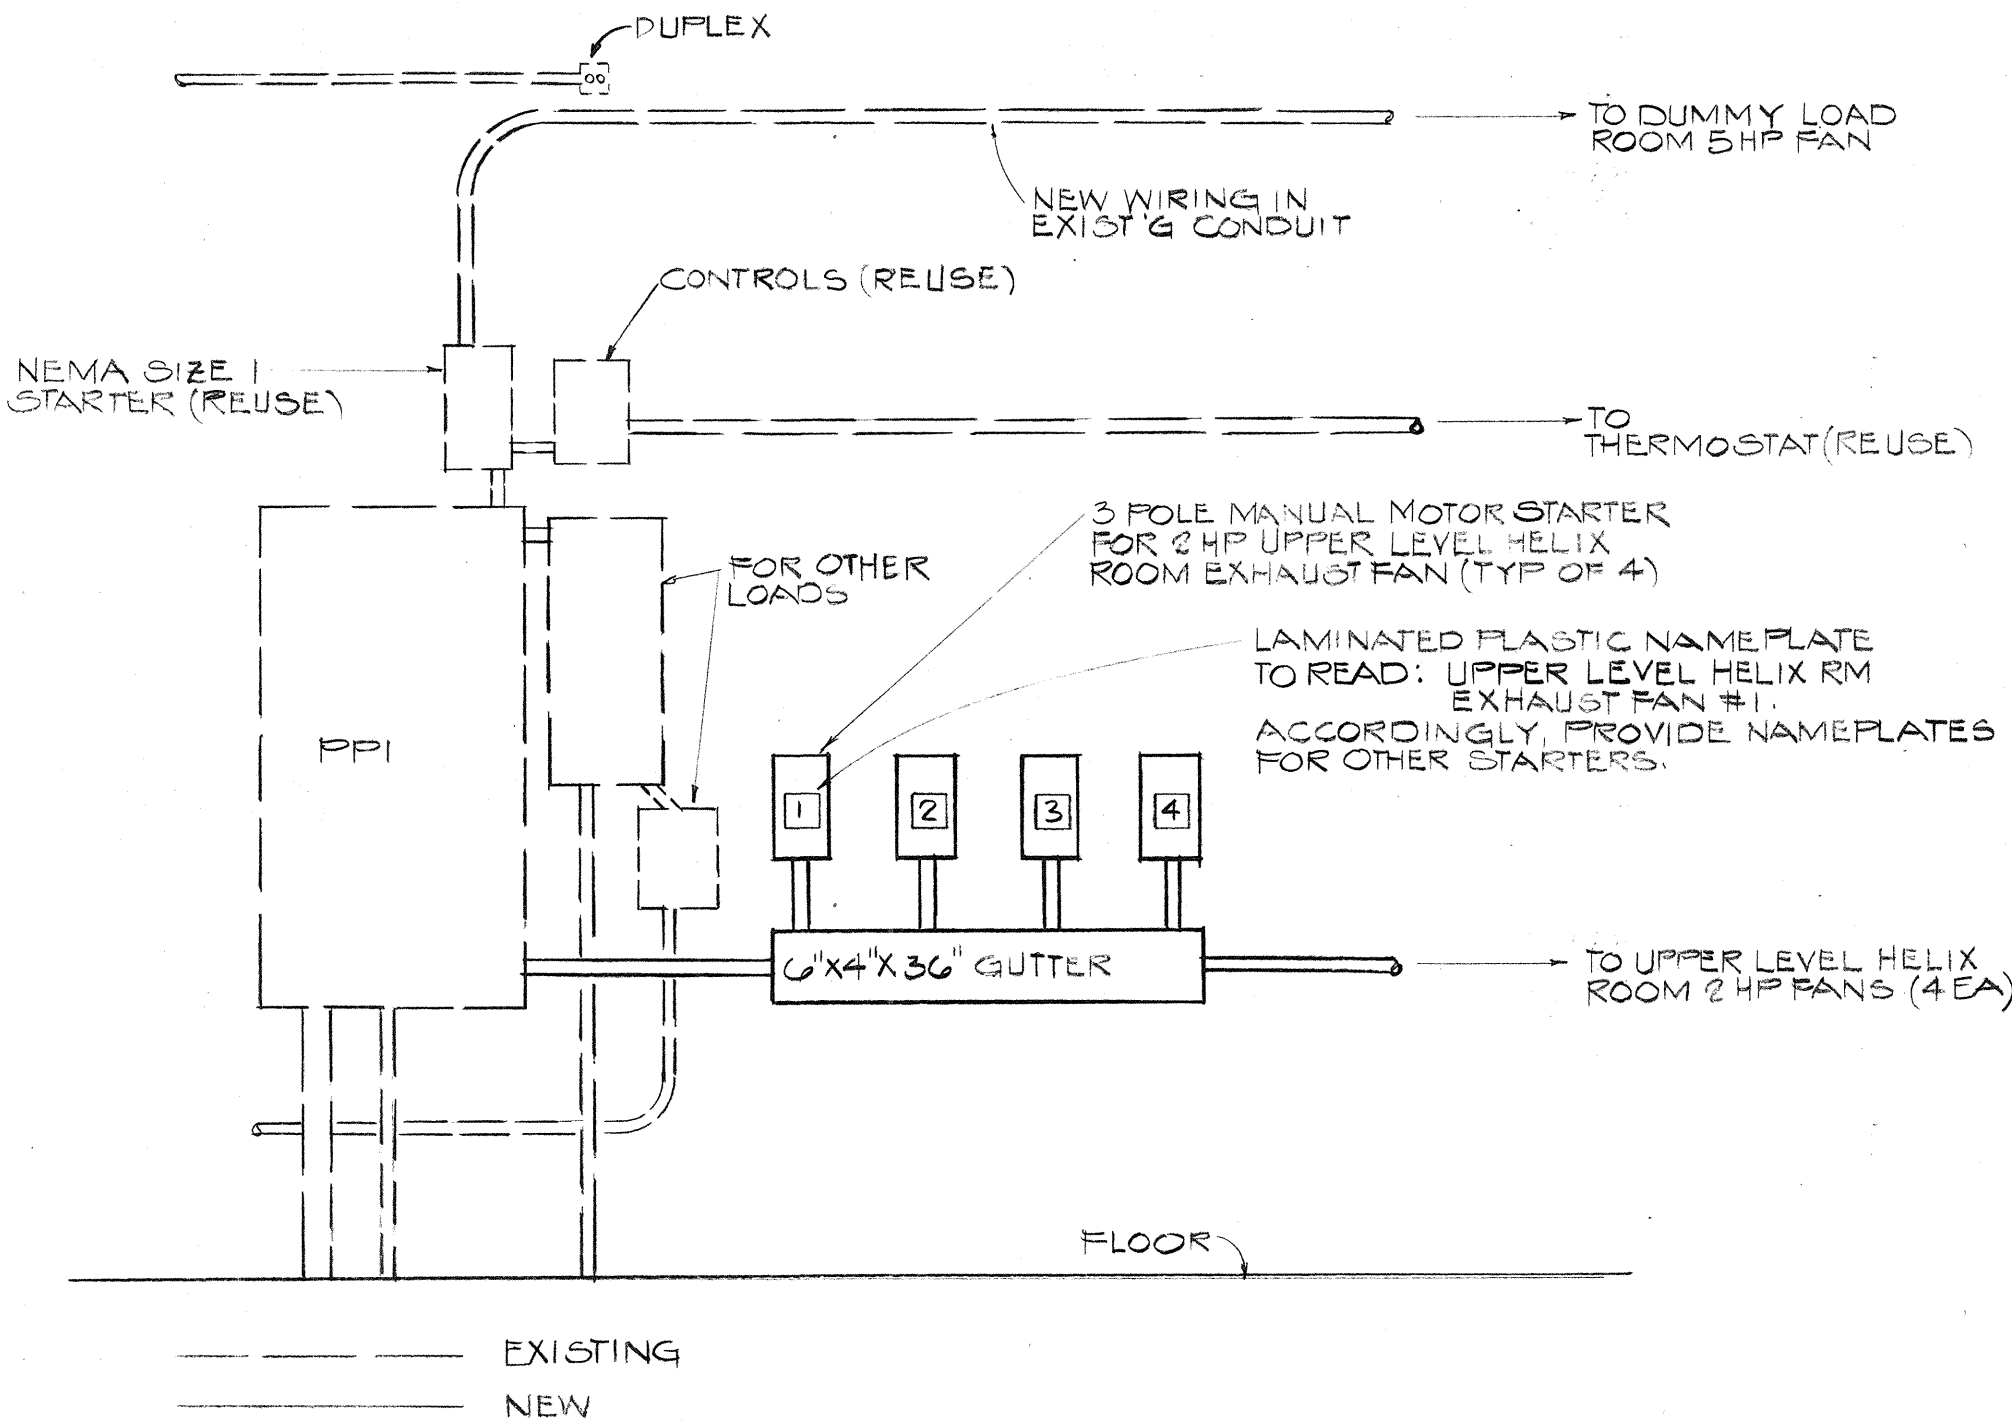 DUPLEX
TO DUMMY LOAD
ROOM 5HP FAN
NEW WIRING IN
EXIST'G CONDUIT
CONTROLS (REUSE)
NEMA SIZE 1
STARTER (REUSE)
TO
THERMOSTAT (REUSE)
3 POLE MANUAL MOTOR STARTER
FOR 2HP UPPER LEVEL HELIX
ROOM EXHAUST FAN (TYP OF 4)
FOR OTHER
LOADS
LAMINATED PLASTIC NAMEPLATE
TO READ: UPPER LEVEL HELIX RM
EXHAUST FAN #1.
ACCORDINGLY, PROVIDE NAMEPLATES
FOR OTHER STARTERS.
PP1
1
2
3
4
6"X4"X36" GUTTER
TO UPPER LEVEL HELIX
ROOM 2HP FANS (4 EA)
FLOOR
EXISTING
NEW